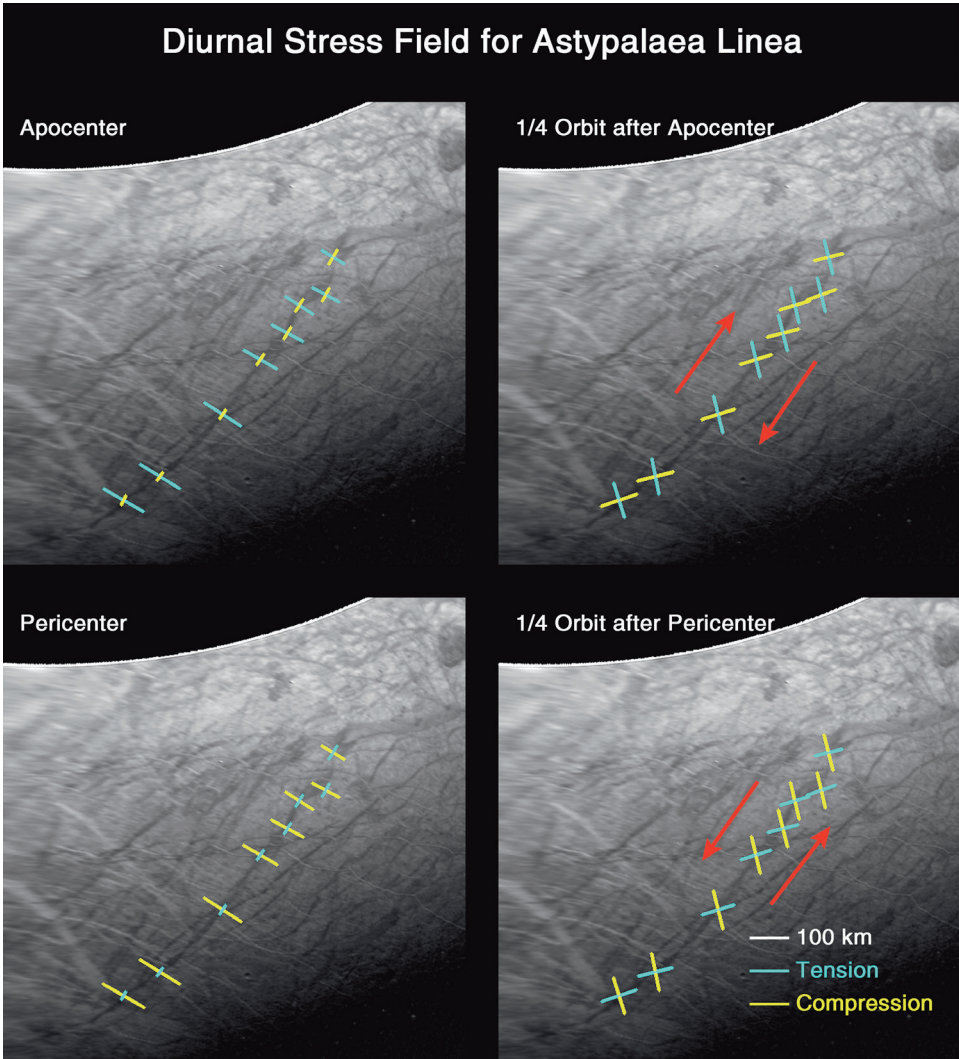 Diurnal Stress Field for Astypalaea Linea
Apocenter
1/4 Orbit after Apocenter
Pericenter
1/4 Orbit after Pericenter
100 km
Tension
Compression